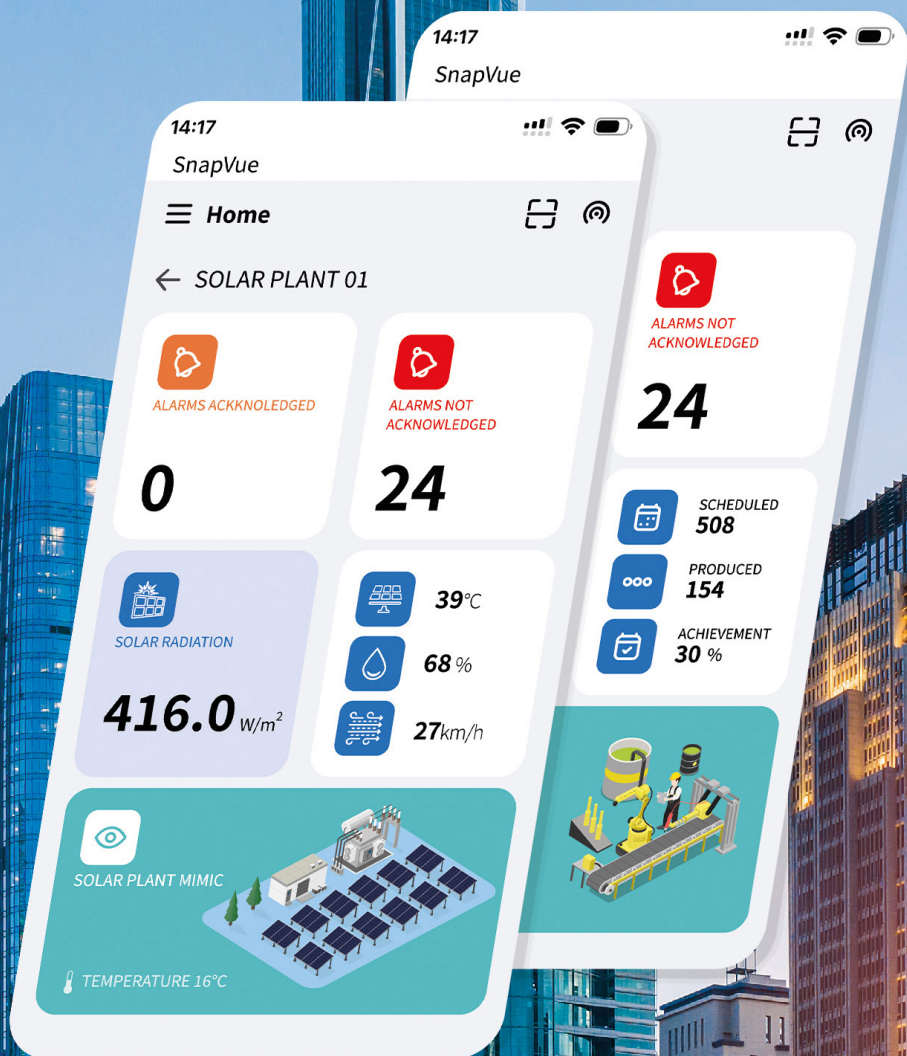 14:17
SnapVue
Home
SOLAR PLANT 01
ALARMS ACKKNOLEDGED
0
ALARMS NOT
ACKNOWLEDGED
24
SOLAR RADIATION
416.0 W/m²
39°C
68 %
27km/h
SOLAR PLANT MIMIC
TEMPERATURE 16°C
14:17
SnapVue
ALARMS NOT
ACKNOWLEDGED
24
SCHEDULED
508
PRODUCED
154
ACHIEVEMENT
30 %